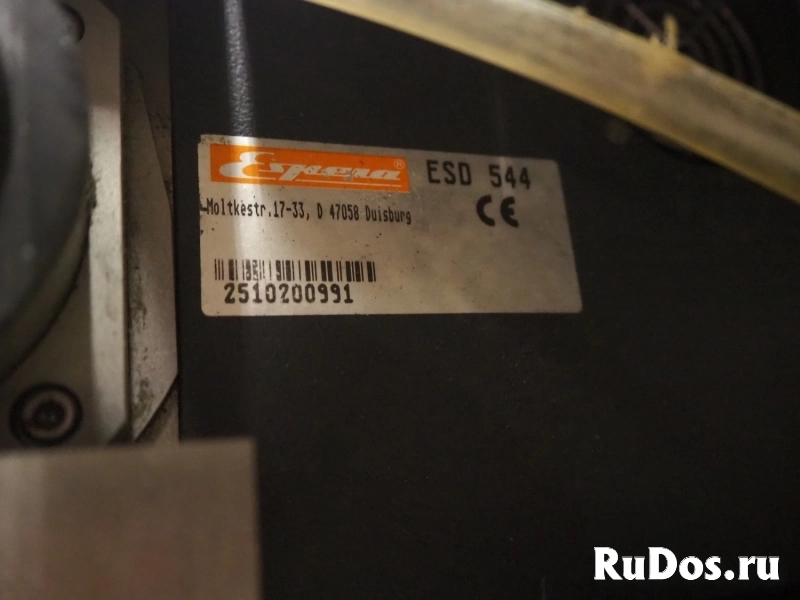 Espera® ESD 544
CE
Moltkestr.17-33, D 47058 Duisburg
2510200991
RuDos.ru